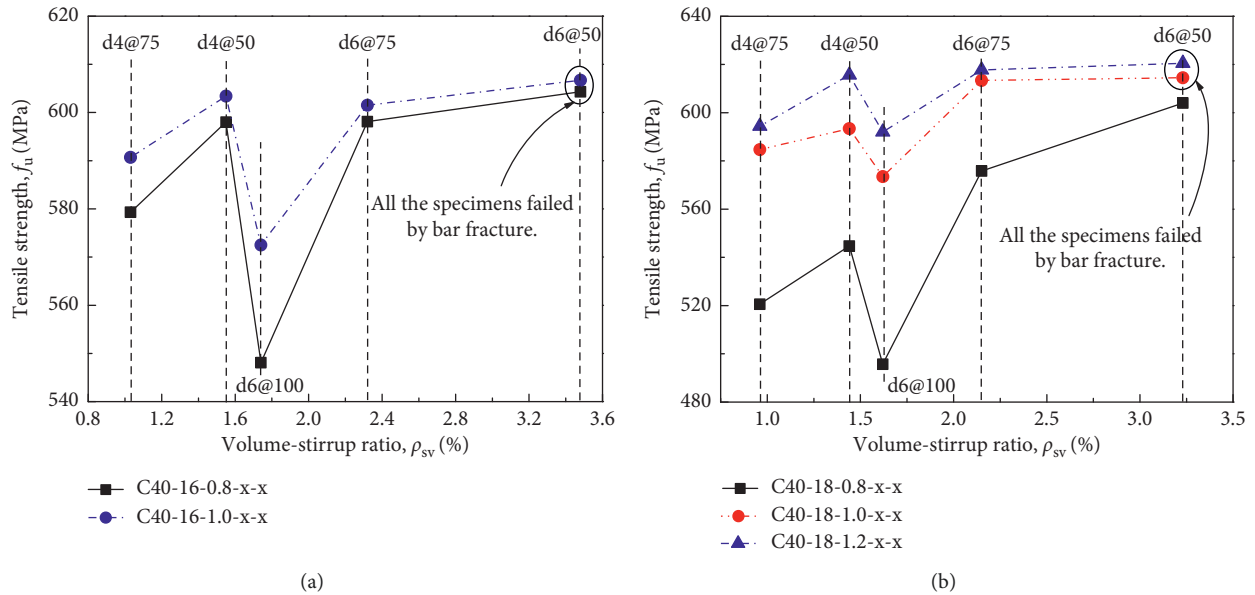 620
600
580
560
540
Tensile strength, fu (MPa)
d4@75
d4@50
d6@75
d6@50
d6@100
All the specimens failed
by bar fracture.
0.8
1.2
1.6
2.0
2.4
2.8
3.2
3.6
Volume-stirrup ratio, ρsv (%)
C40-16-0.8-x-x
C40-16-1.0-x-x
(a)
640
600
560
520
480
Tensile strength, fu (MPa)
d4@75
d4@50
d6@75
d6@50
d6@100
All the specimens failed
by bar fracture.
1.0
1.5
2.0
2.5
3.0
3.5
Volume-stirrup ratio, ρsv (%)
C40-18-0.8-x-x
C40-18-1.0-x-x
C40-18-1.2-x-x
(b)